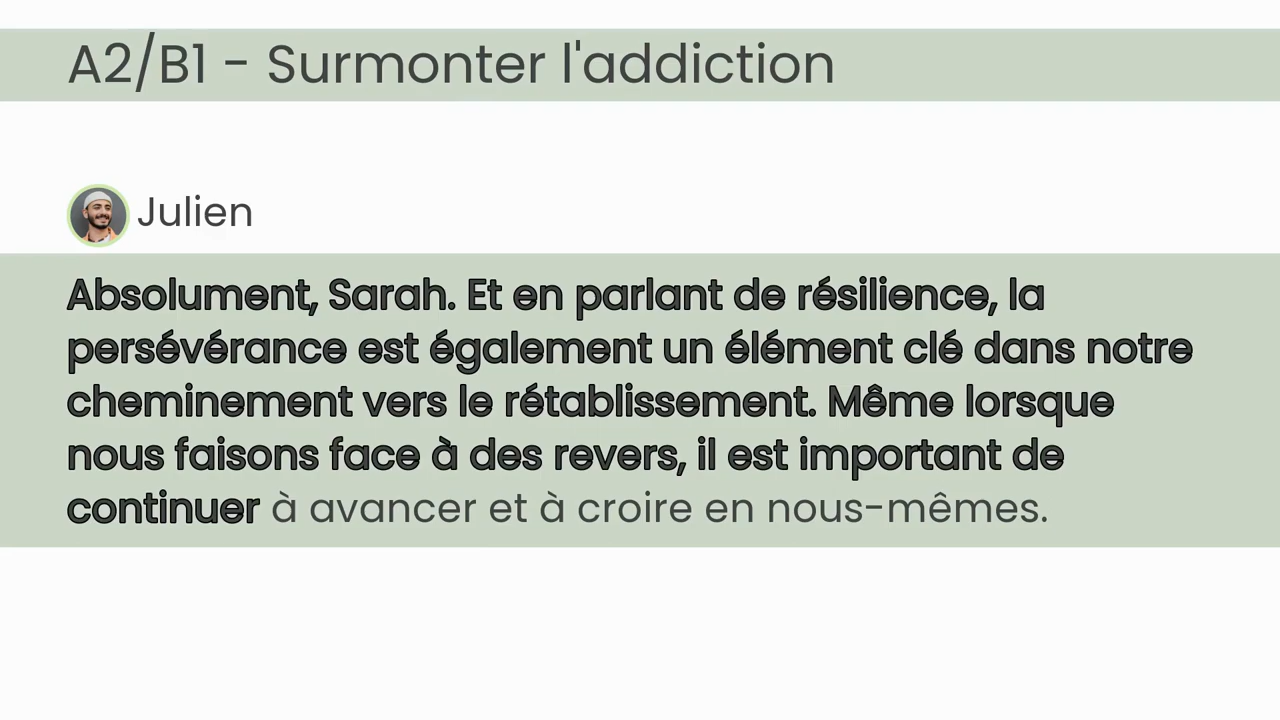 A2/B1 - Surmonter l'addiction
Julien
Absolument, Sarah. Et en parlant de résilience, la
persévérance est également un élément clé dans notre
cheminement vers le rétablissement. Même lorsque
nous faisons face à des revers, il est important de
continuer à avancer et à croire en nous-mêmes.